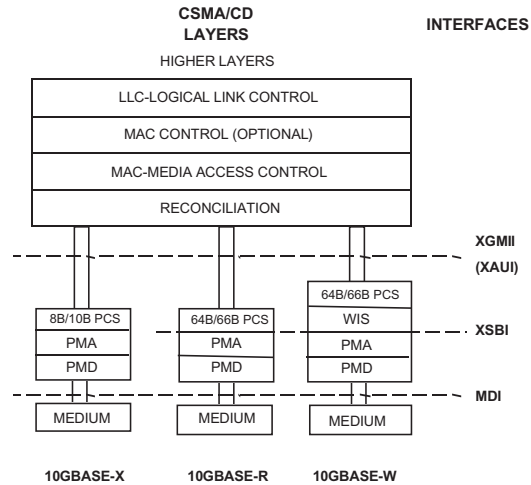 CSMA/CD
LAYERS
INTERFACES
HIGHER LAYERS
LLC-LOGICAL LINK CONTROL
MAC CONTROL (OPTIONAL)
MAC-MEDIA ACCESS CONTROL
RECONCILIATION
XGMII
(XAUI)
64B/66B PCS
8B/10B PCS
64B/66B PCS
WIS
XSBI
PMA
PMA
PMA
PMD
PMD
PMD
MDI
MEDIUM
MEDIUM
MEDIUM
10GBASE-X
10GBASE-R
10GBASE-W